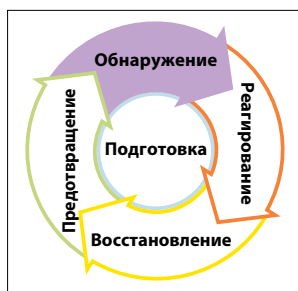 Обнаружение
Реагирование
Подготовка
Предотвращение
Восстановление